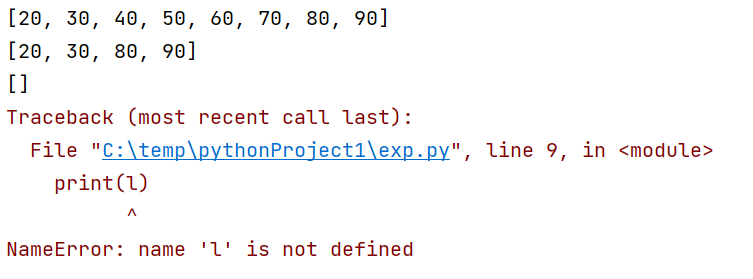 [20, 30, 40, 50, 60, 70, 80, 90]
[20, 30, 80, 90]
[]
Traceback (most recent call last):
  File "C:\temp\pythonProject1\exp.py", line 9, in <module>
    print(l)
          ^
NameError: name 'l' is not defined